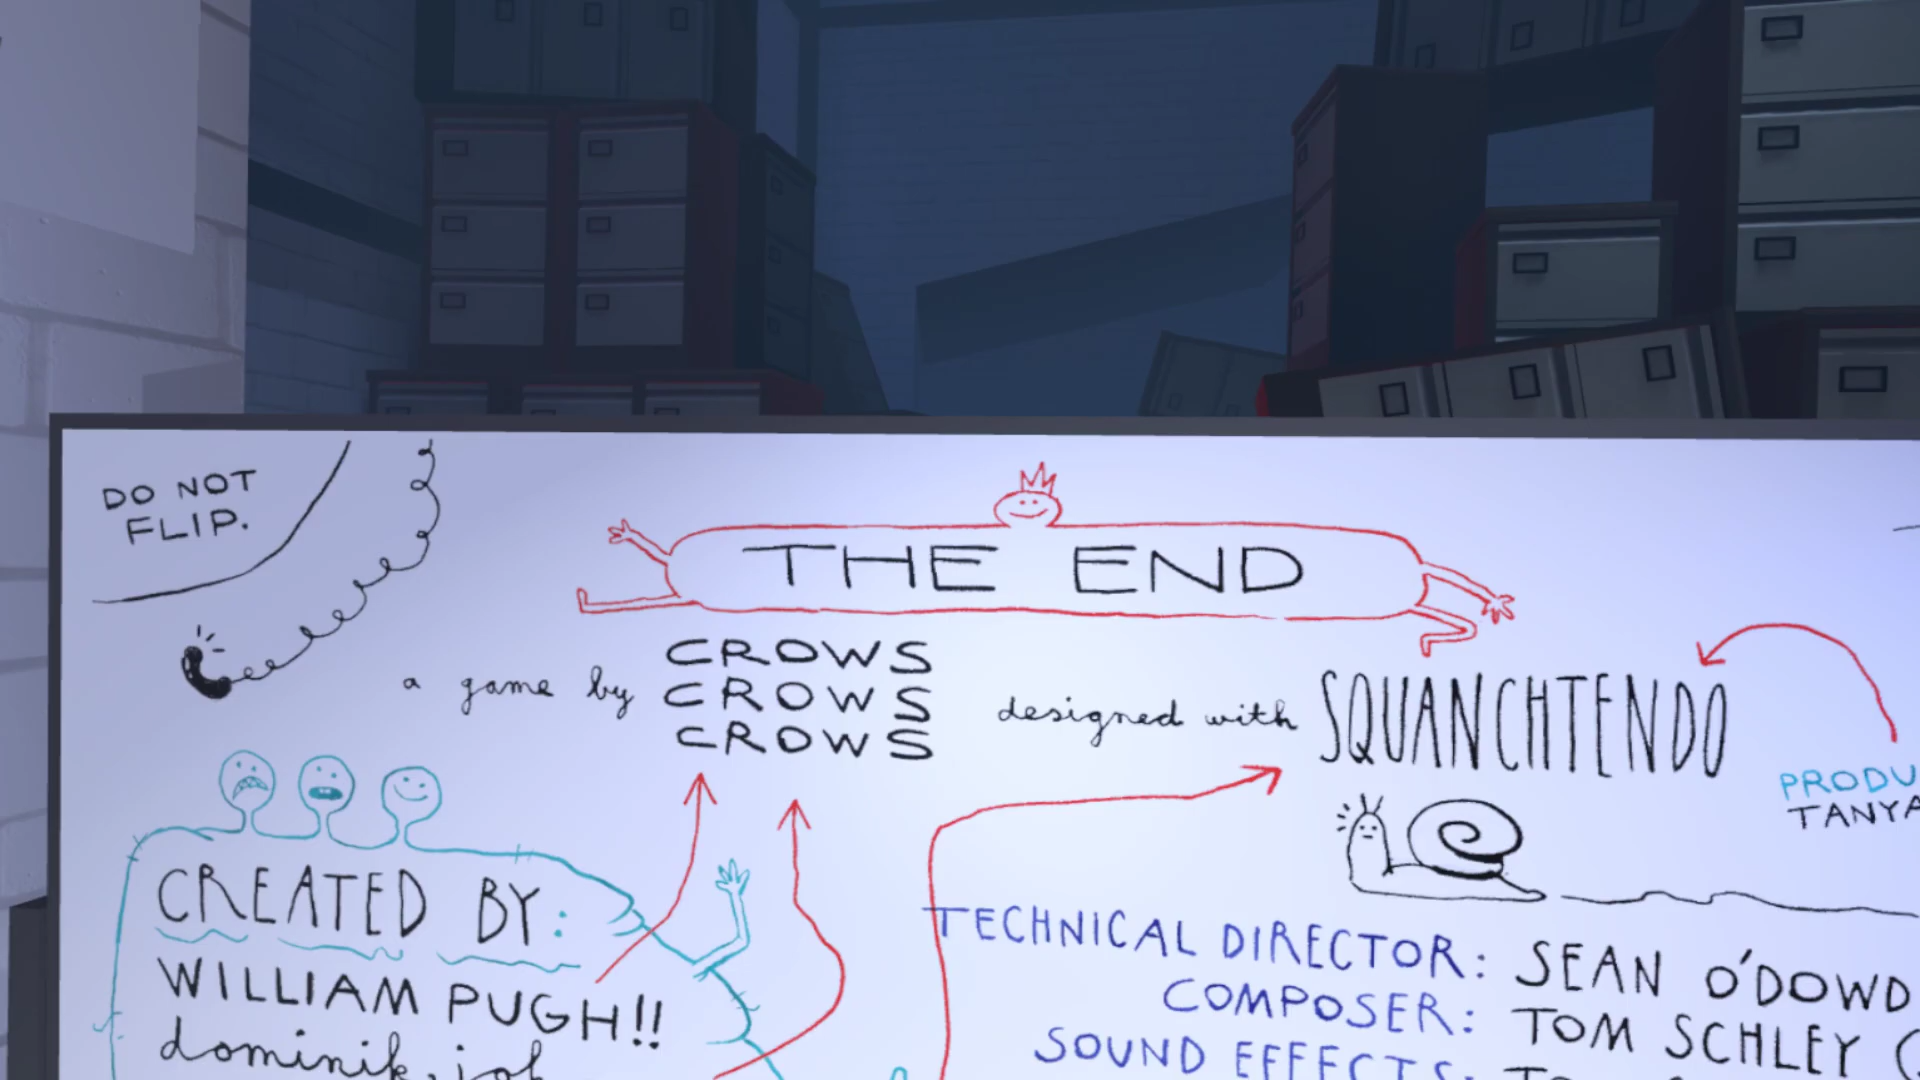 DO NOT
FLIP.
THE END
a game by
CROWS
CROWS
CROWS
designed with
SQUANCHTENDO
CREATED BY:
WILLIAM PUGH!!
TECHNICAL DIRECTOR: SEAN O'DOWD
COMPOSER: TOM SCHLEY
SOUND EFFECTS:
TANYA